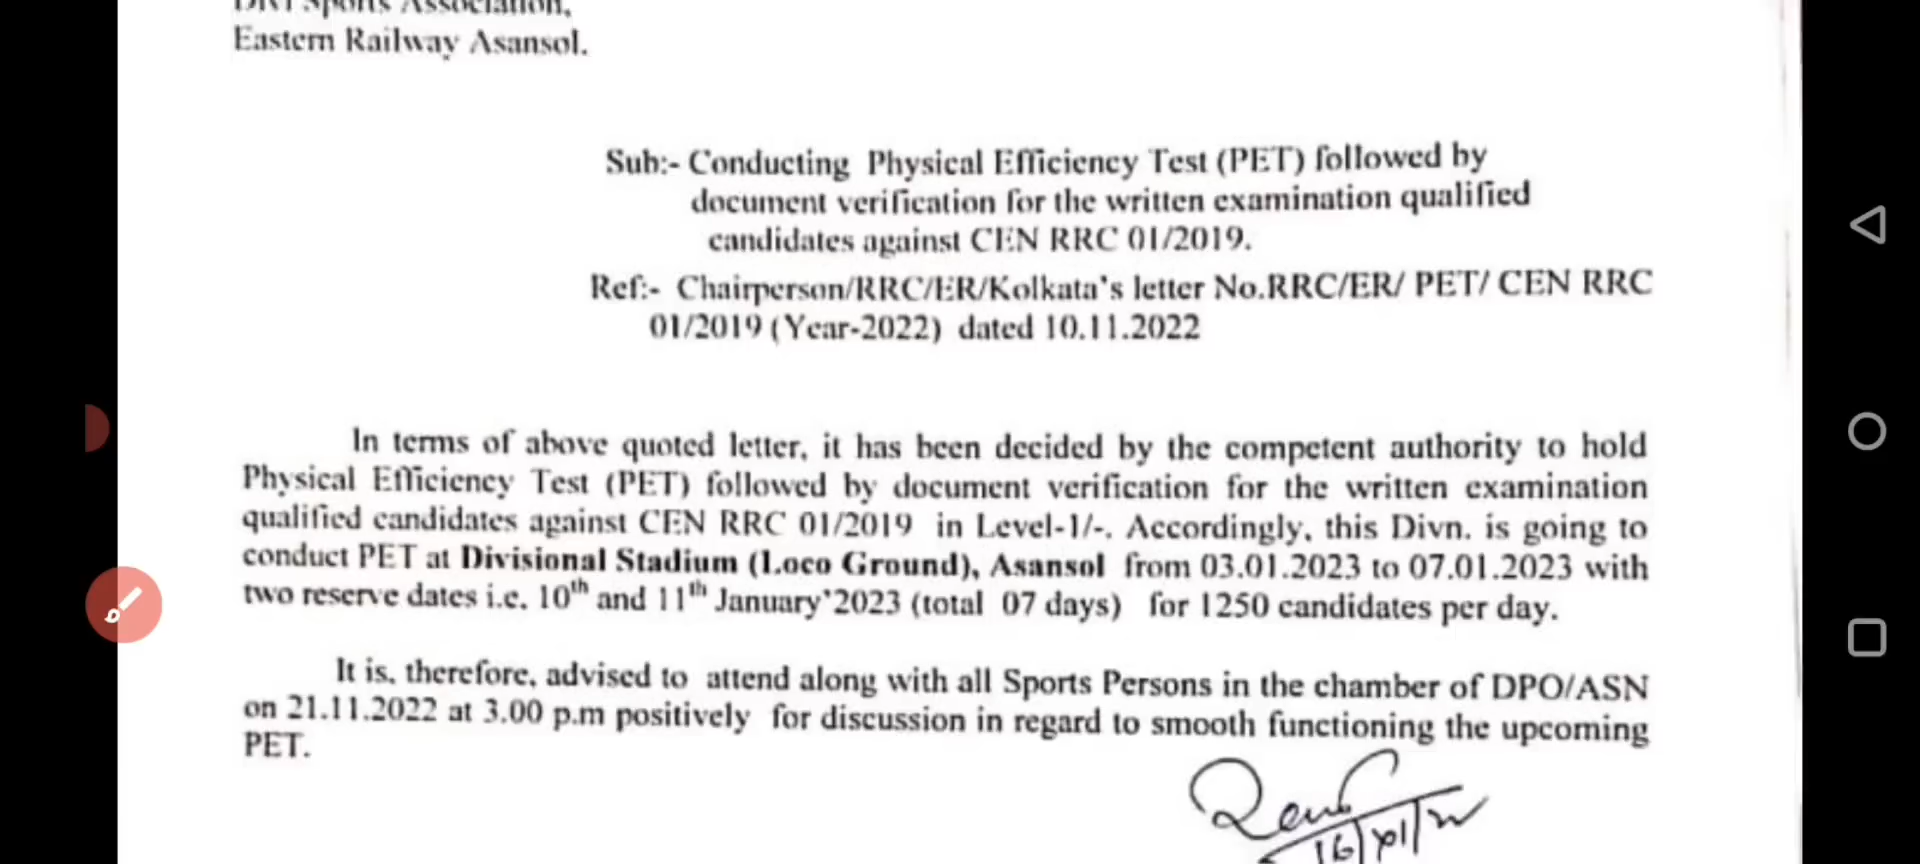 Div'l Sports Association,
Eastern Railway Asansol.
Sub:- Conducting Physical Efficiency Test (PET) followed by
document verification for the written examination qualified
candidates against CEN RRC 01/2019.
Ref:- Chairperson/RRC/ER/Kolkata's letter No.RRC/ER/ PET/ CEN RRC
01/2019 (Year-2022) dated 10.11.2022
In terms of above quoted letter, it has been decided by the competent authority to hold
Physical Efficiency Test (PET) followed by document verification for the written examination
qualified candidates against CEN RRC 01/2019 in Level-1/-. Accordingly, this Divn. is going to
conduct PET at Divisional Stadium (Loco Ground), Asansol from 03.01.2023 to 07.01.2023 with
two reserve dates i.e. 10th and 11th January'2023 (total 07 days) for 1250 candidates per day.
It is, therefore, advised to attend along with all Sports Persons in the chamber of DPO/ASN
on 21.11.2022 at 3.00 p.m positively for discussion in regard to smooth functioning the upcoming
PET.
16/XI/22